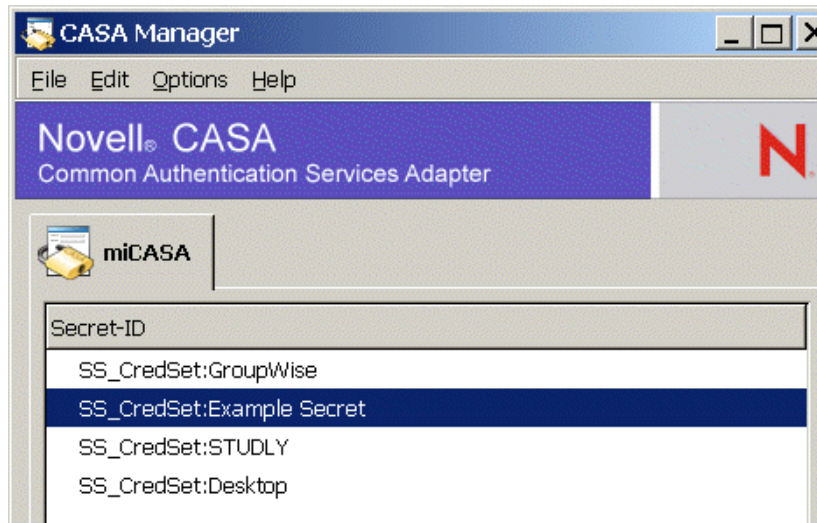 CASA Manager
File Edit Options Help
Novell® CASA
N®
Common Authentication Services Adapter
miCASA
Secret-ID
SS_CredSet:GroupWise
SS_CredSet:Example Secret
SS_CredSet:STUDLY
SS_CredSet:Desktop